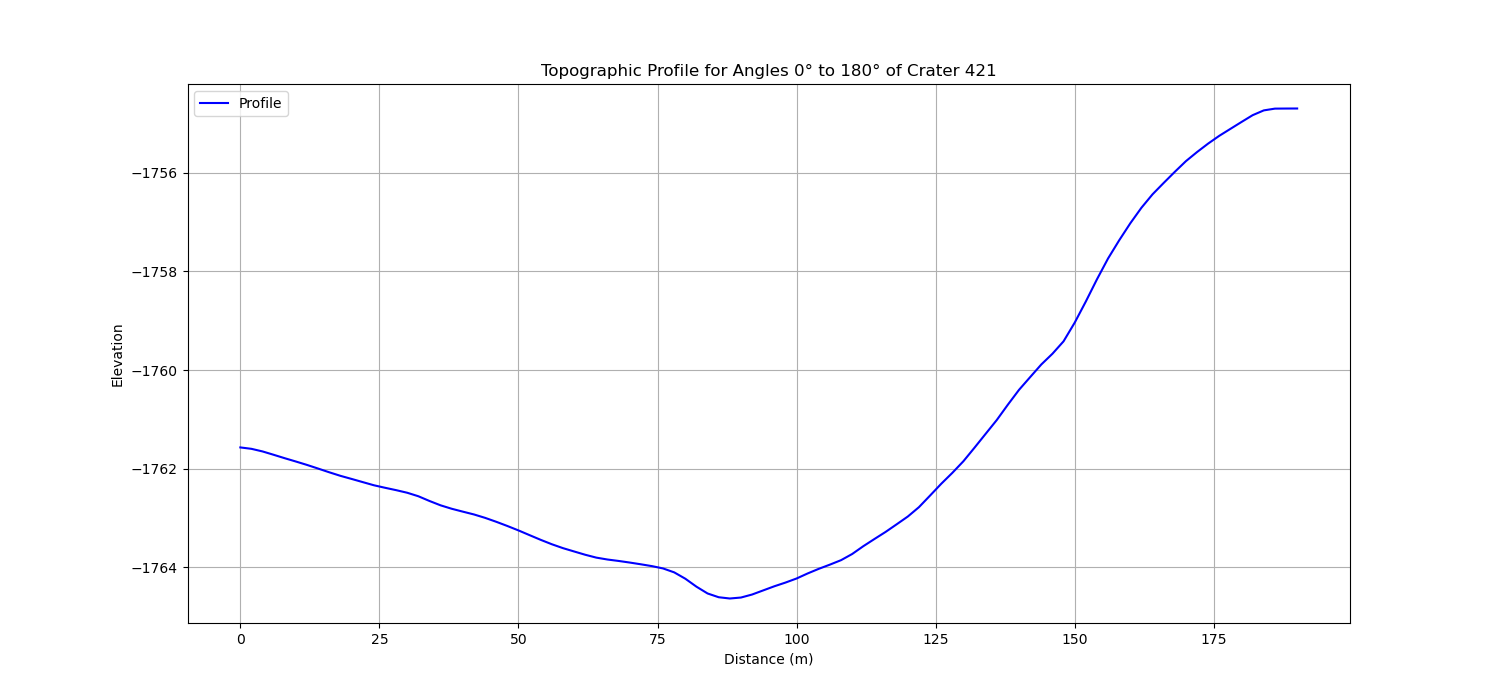 Topographic Profile for Angles 0° to 180° of Crater 421
Profile
−1756
−1758
−1760
−1762
−1764
Elevation
0 25 50 75 100 125 150 175
Distance (m)